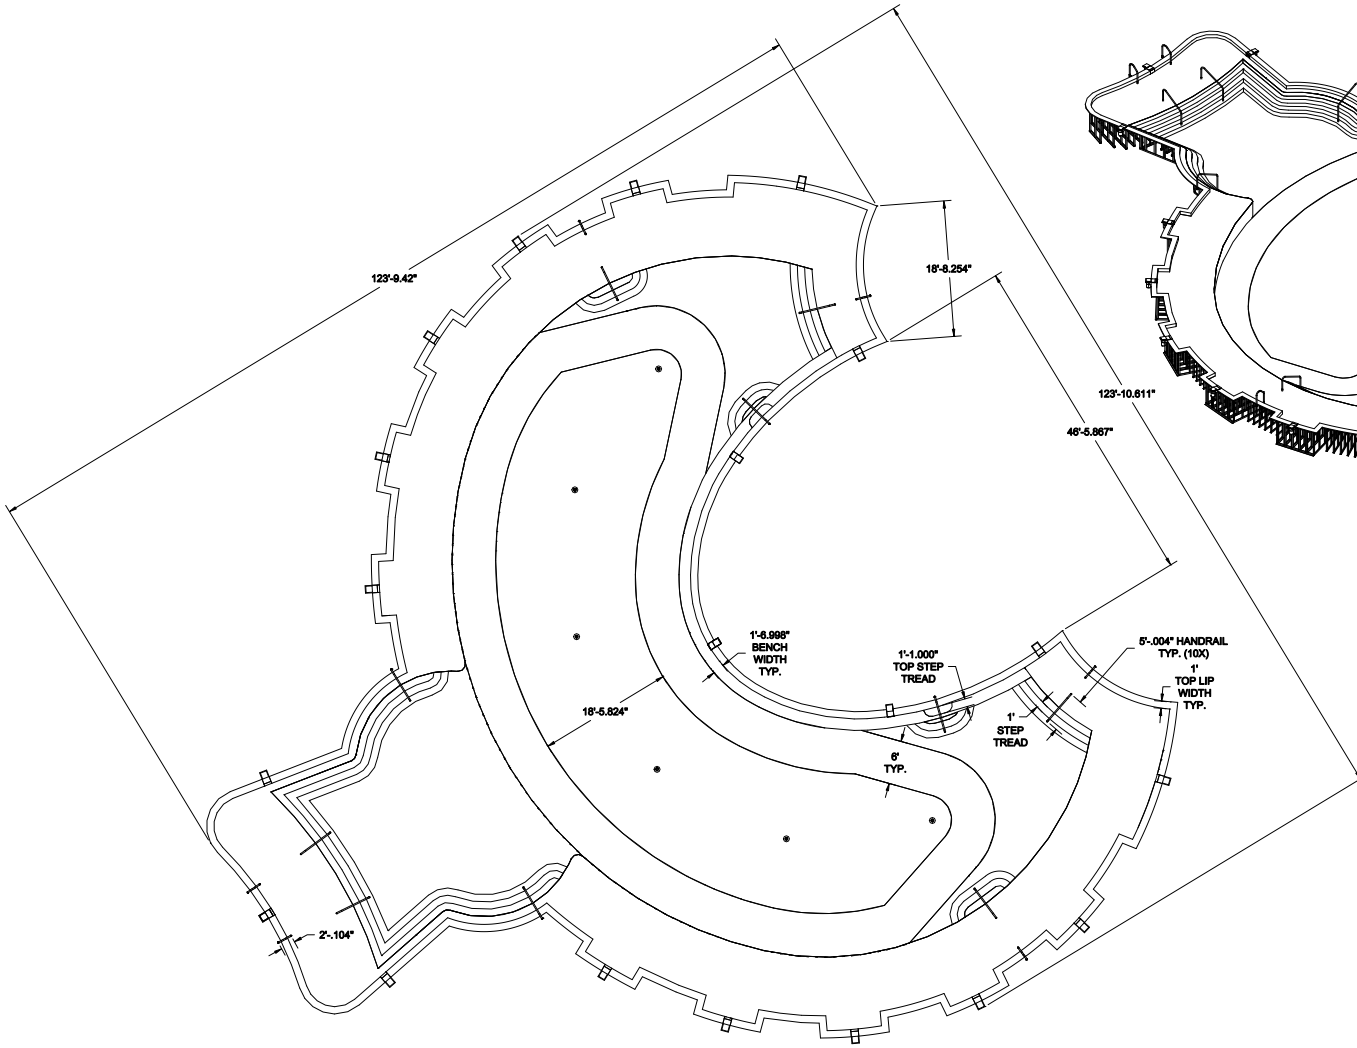 123'-9.42"
18'-8.254"
123'-10.611"
46'-5.867"
1'-6.998"
BENCH
WIDTH
TYP.
1'-1.000"
TOP STEP
TREAD
5'-.004" HANDRAIL
TYP. (10X)
1'
TOP LIP
WIDTH
TYP.
18'-5.824"
1'
STEP
TREAD
6'
TYP.
2'-.104"